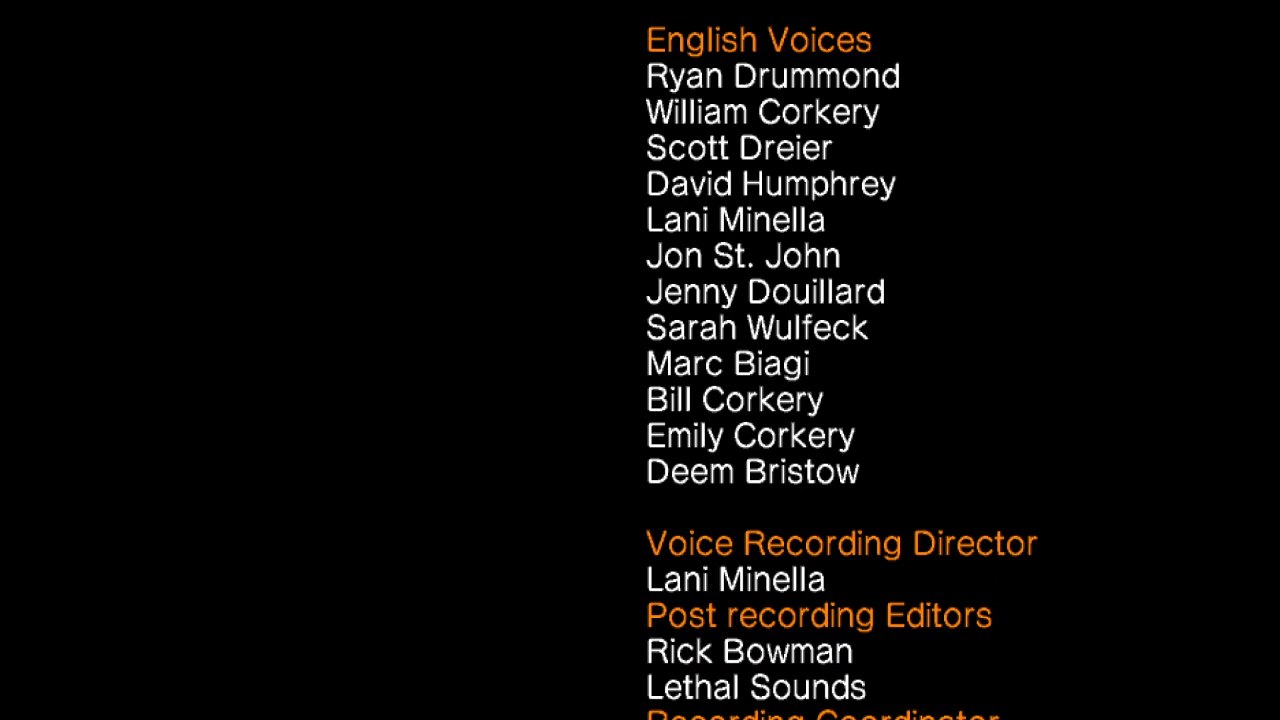 English Voices
Ryan Drummond
William Corkery
Scott Dreier
David Humphrey
Lani Minella
Jon St. John
Jenny Douillard
Sarah Wulfeck
Marc Biagi
Bill Corkery
Emily Corkery
Deem Bristow
Voice Recording Director
Lani Minella
Post recording Editors
Rick Bowman
Lethal Sounds
Recording Coordinator